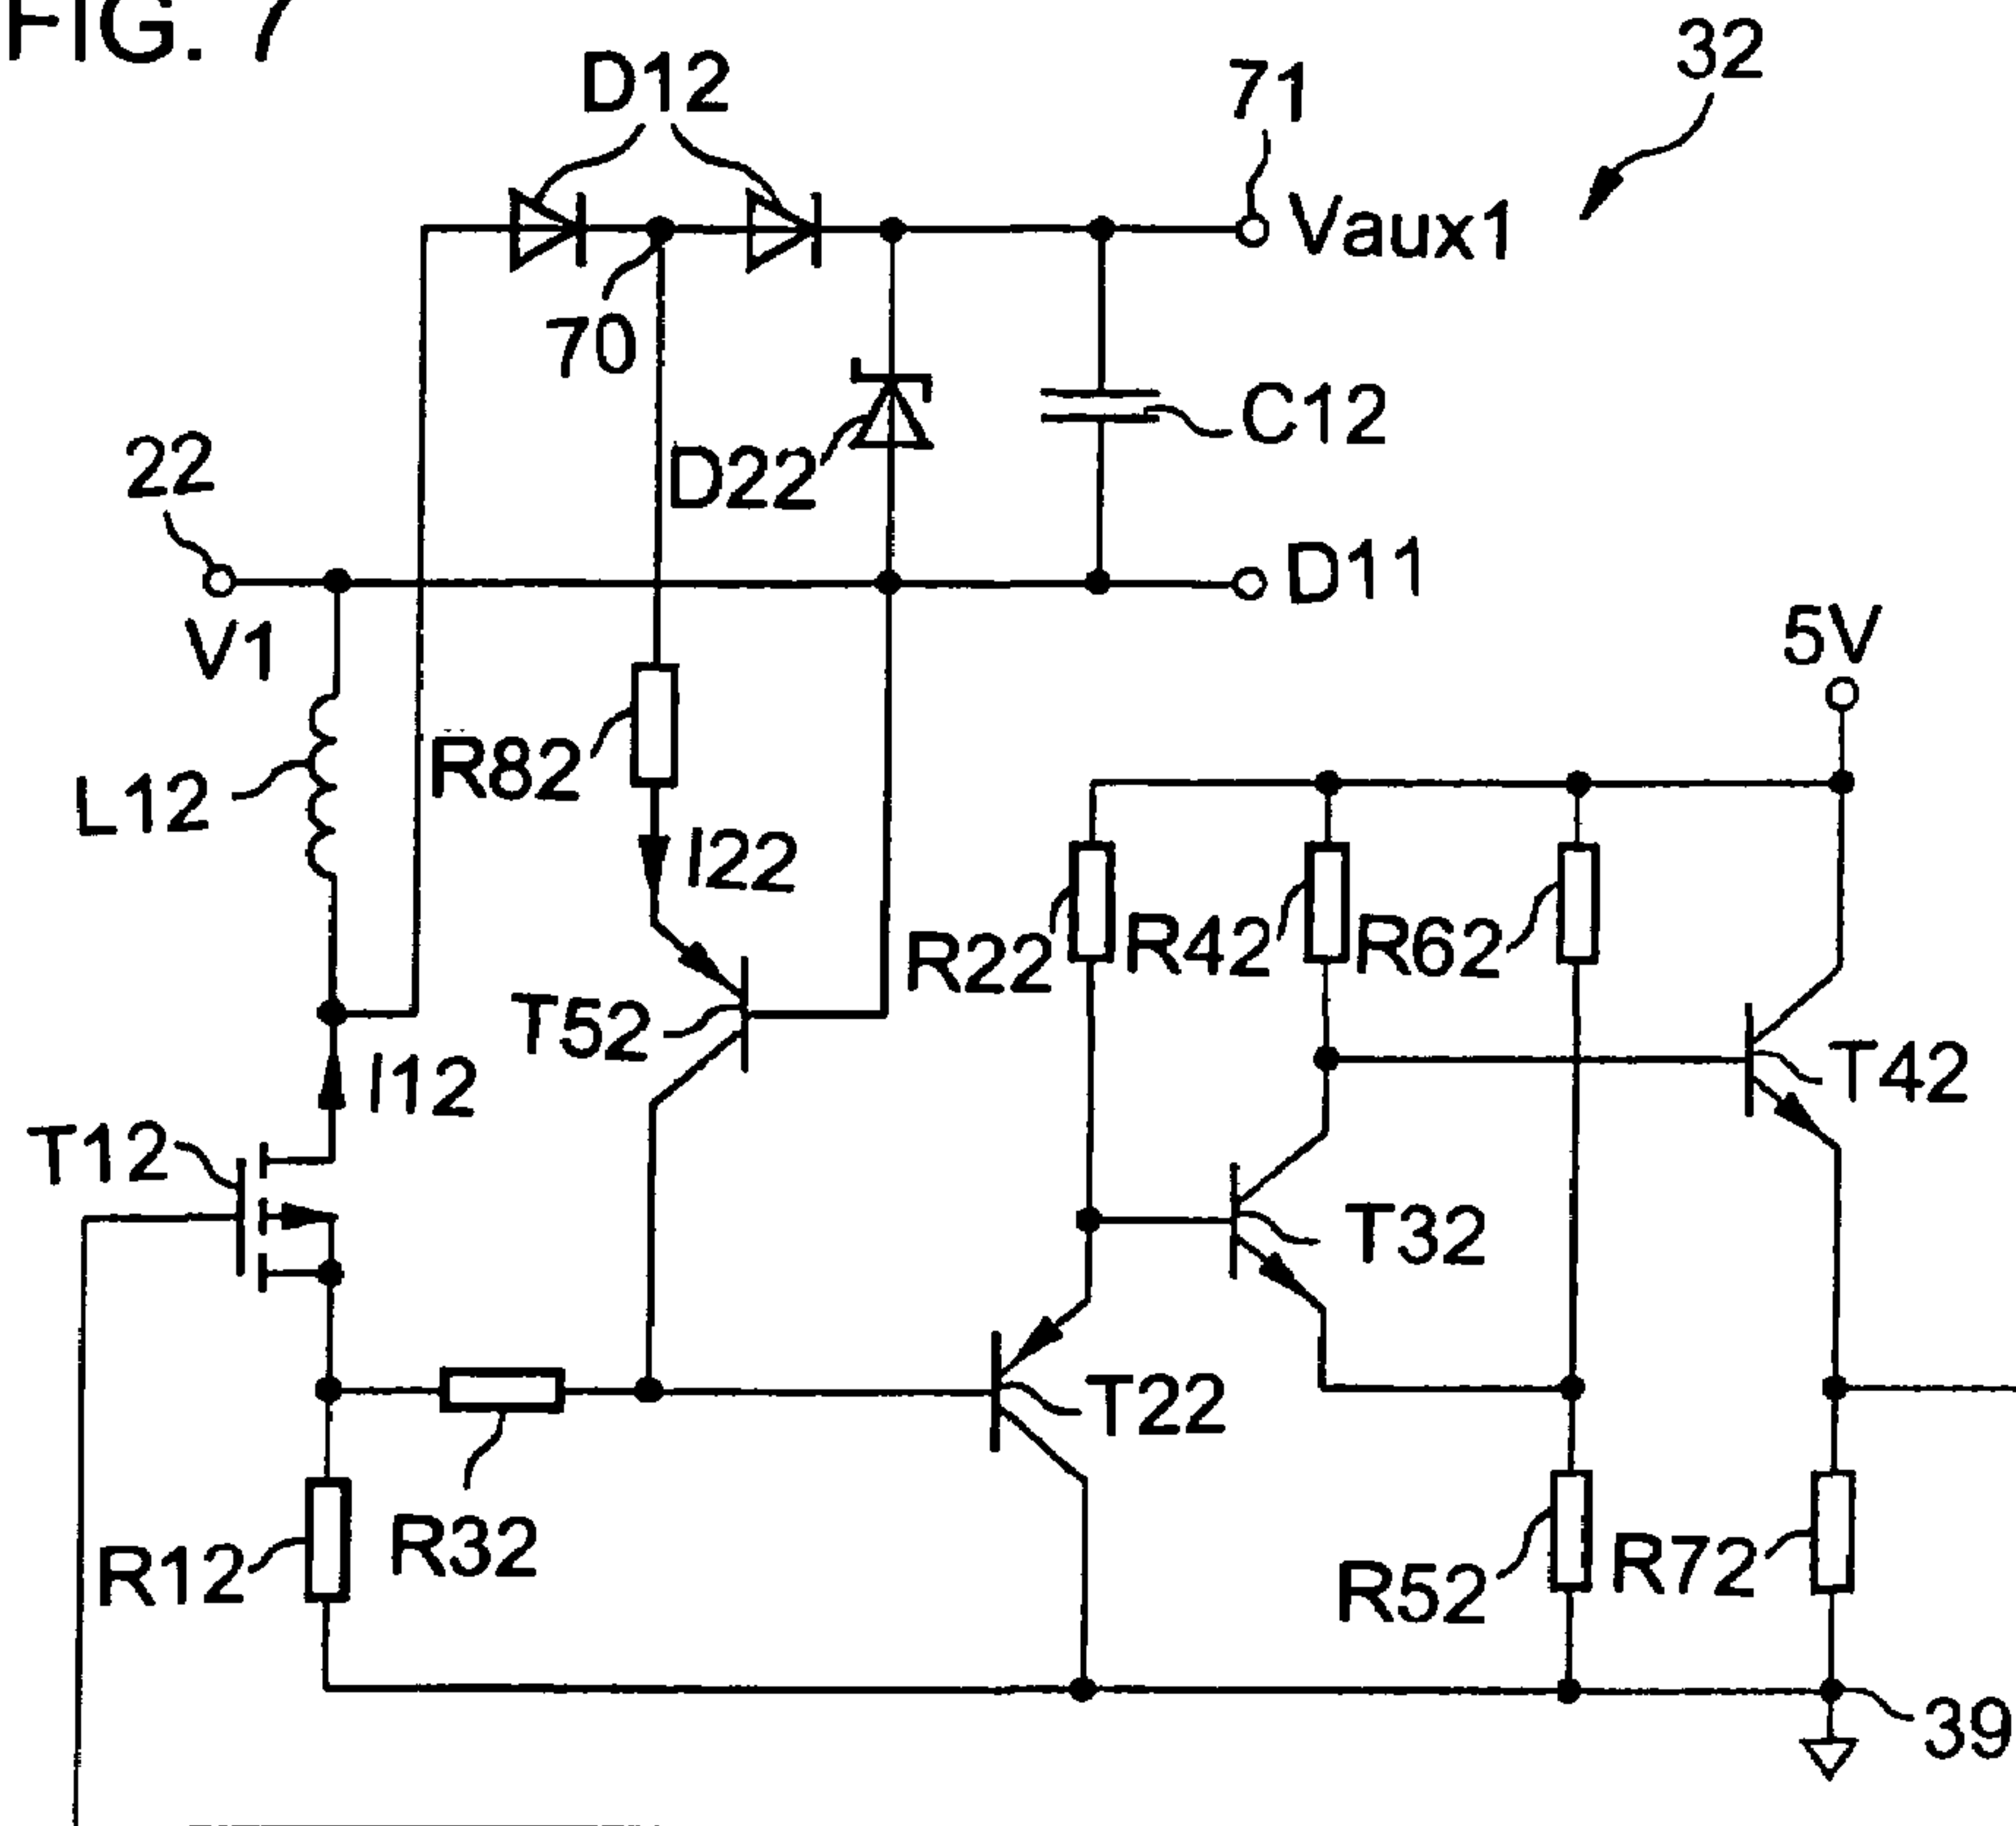 FIG. 7
32
D12
71
Vaux1
70
C12
D22
22
D11
V1
5V
R82
L12
I22
R22
R42
R62
T52
T42
I12
T12
T32
T22
R32
R12
R52
R72
39